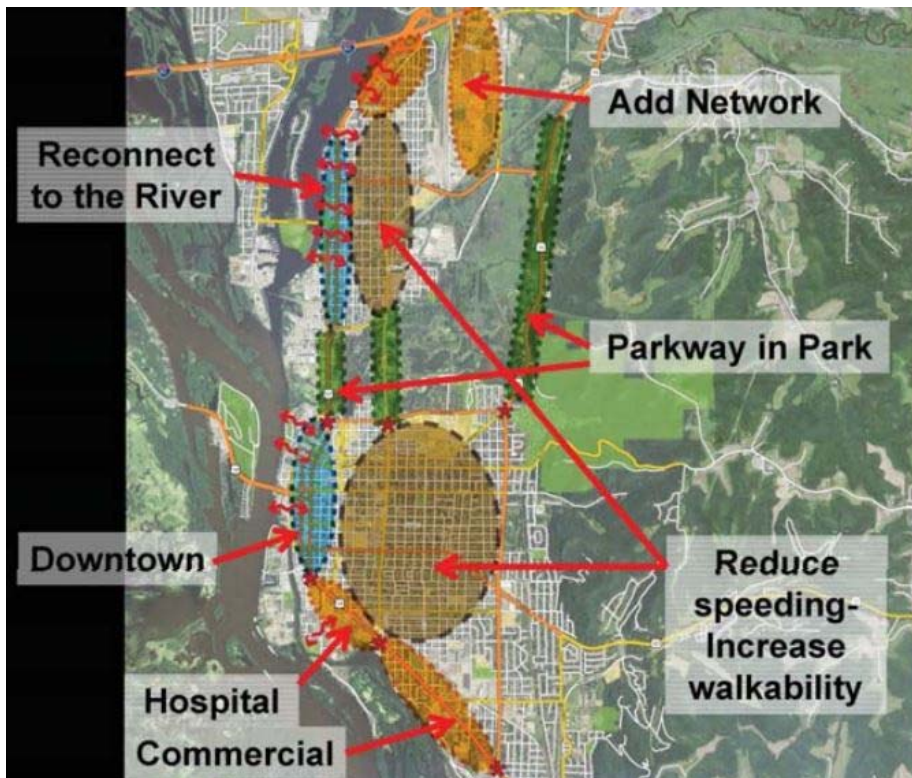 Add Network
Reconnect
to the River
Parkway in Park
Downtown
Reduce
speeding-
Increase
walkability
Hospital
Commercial